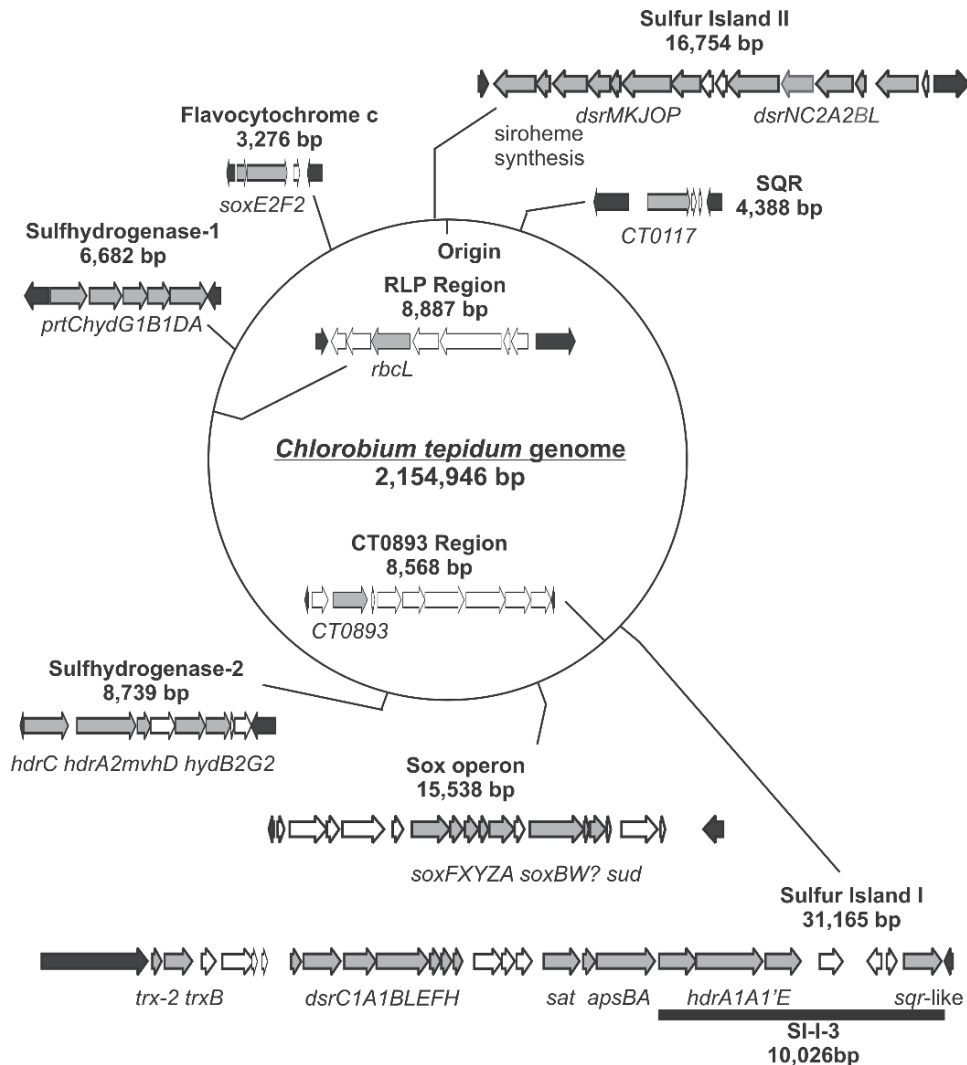 Sulfur Island II
16,754 bp
dsrMKJOP
dsrNC2A2BL
siroheme
synthesis
Flavocytochrome c
3,276 bp
soxE2F2
SQR
4,388 bp
CT0117
Sulfhydrogenase-1
6,682 bp
prtChydG1B1DA
Origin
RLP Region
8,887 bp
rbcL
Chlorobium tepidum genome
2,154,946 bp
CT0893 Region
8,568 bp
CT0893
Sulfhydrogenase-2
8,739 bp
hdrC hdrA2mvhD hydB2G2
Sox operon
15,538 bp
soxFXYZA soxBW? sud
Sulfur Island I
31,165 bp
trx-2 trxB
dsrC1A1BLEFH
sat apsBA
hdrA1A1'E
sqr-like
SI-I-3
10,026bp